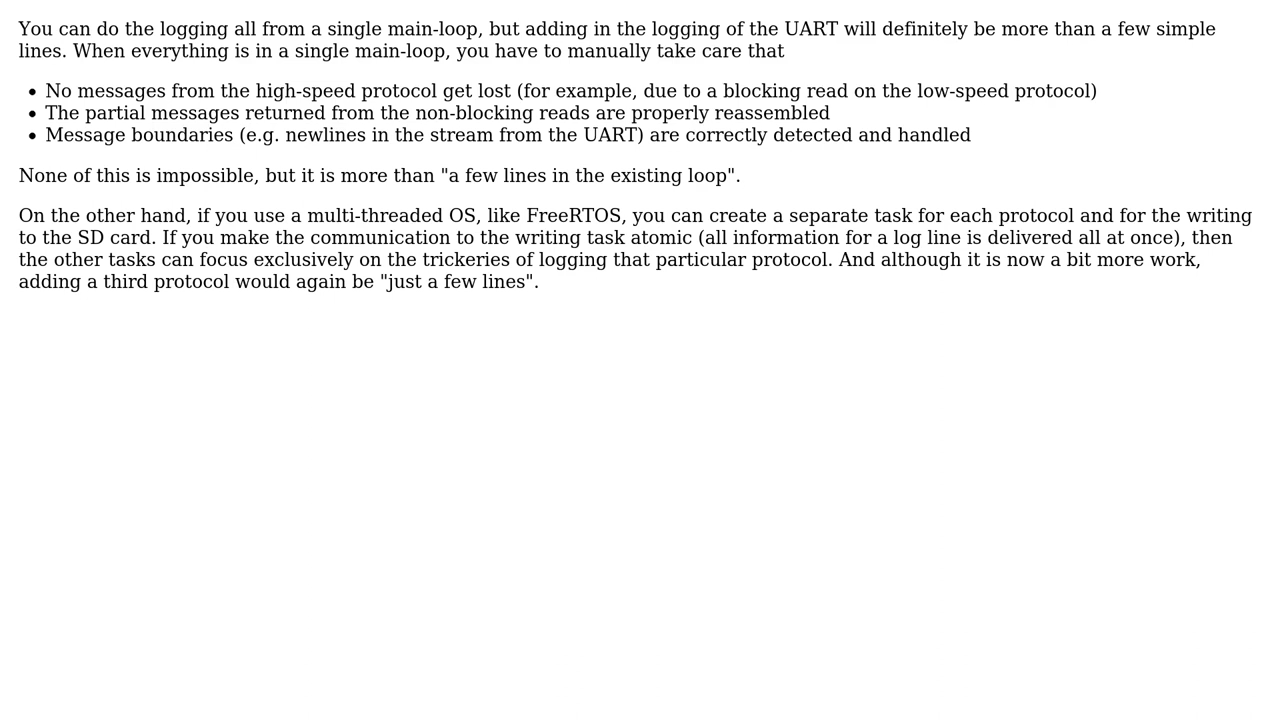 You can do the logging all from a single main-loop, but adding in the logging of the UART will definitely be more than a few simple
lines. When everything is in a single main-loop, you have to manually take care that
• No messages from the high-speed protocol get lost (for example, due to a blocking read on the low-speed protocol)
• The partial messages returned from the non-blocking reads are properly reassembled
• Message boundaries (e.g. newlines in the stream from the UART) are correctly detected and handled
None of this is impossible, but it is more than "a few lines in the existing loop".
On the other hand, if you use a multi-threaded OS, like FreeRTOS, you can create a separate task for each protocol and for the writing
to the SD card. If you make the communication to the writing task atomic (all information for a log line is delivered all at once), then
the other tasks can focus exclusively on the trickeries of logging that particular protocol. And although it is now a bit more work,
adding a third protocol would again be "just a few lines".